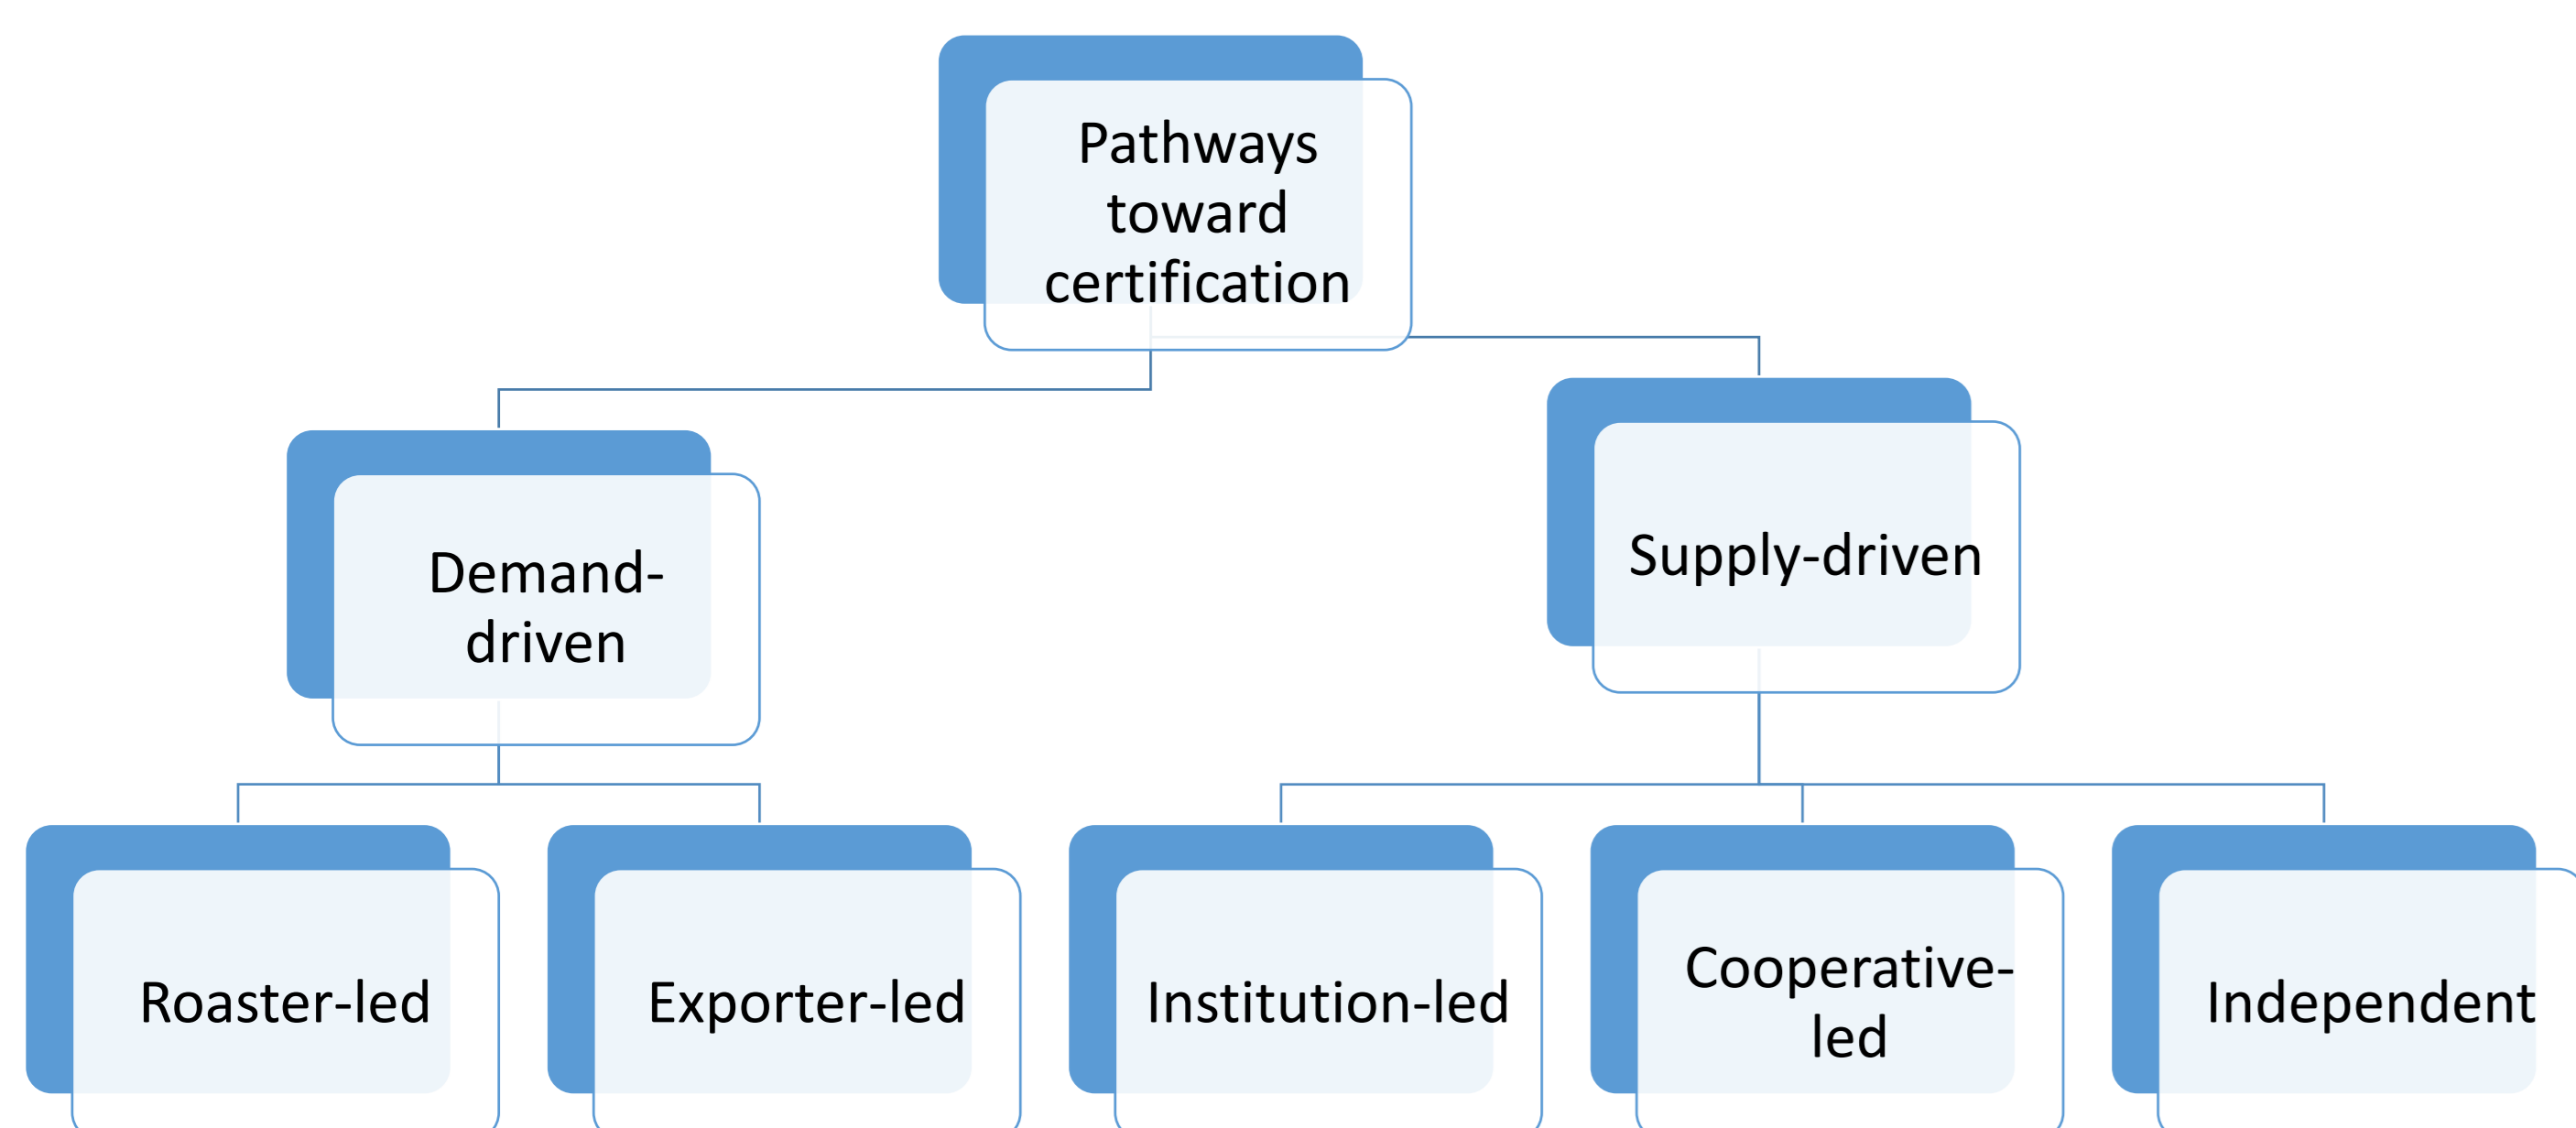 Pathways
toward
certification
Demand-
driven
Supply-driven
Roaster-led
Exporter-led
Institution-led
Cooperative-
led
Independent